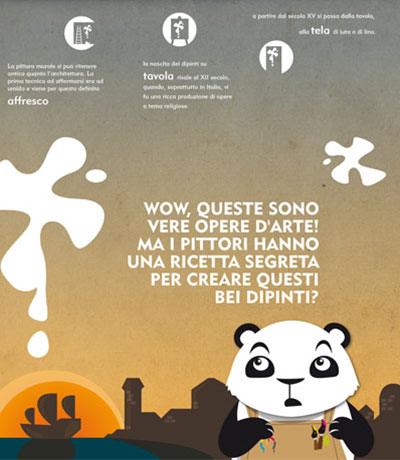 La pittura murale si può ritenere
antica quanto l'architettura. La
prima tecnica ad affermarsi era ad
umido e viene per questo definita
affresco
la nascita dei dipinti su
tavola risale al XII secolo,
quando, soprattutto in Italia, vi
fu una ricca produzione di opere
a tema religioso
a partire dal secolo XV si passa dalla tavola,
alla tela di iuta e di lino.
WOW, QUESTE SONO
VERE OPERE D'ARTE!
MA I PITTORI HANNO
UNA RICETTA SEGRETA
PER CREARE QUESTI
BEI DIPINTI?